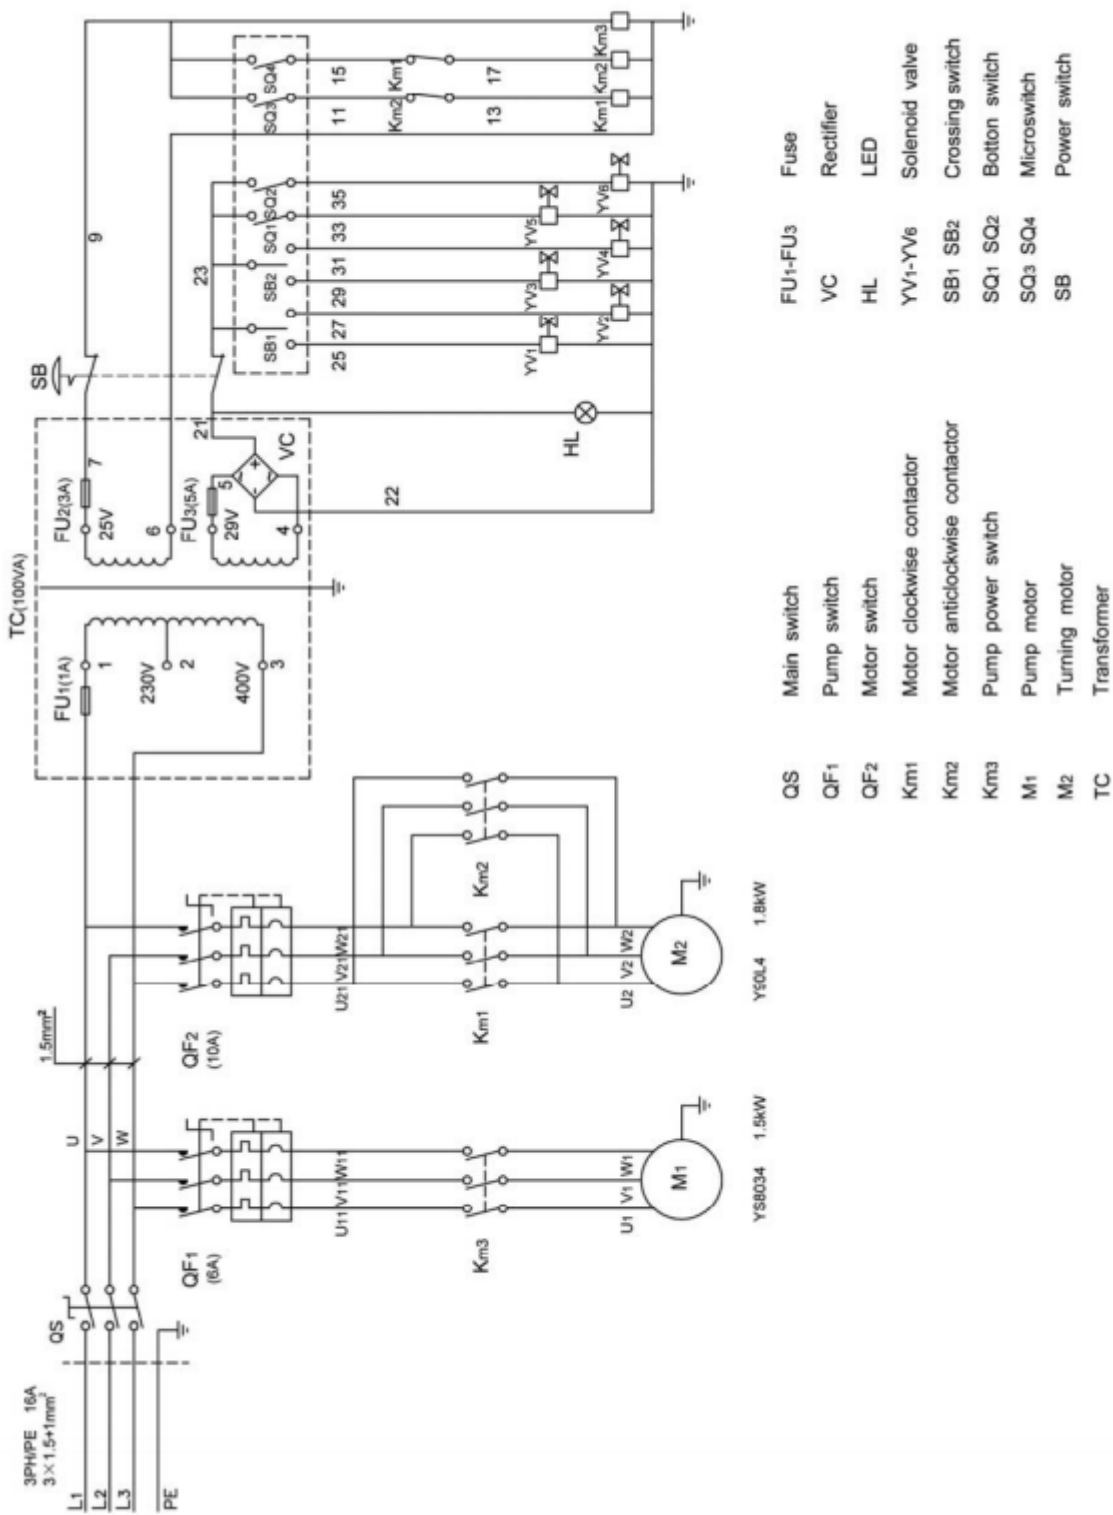 3PH/PE 16A
3×1.5+1mm²
L1
L2
L3
PE
QS
U
V
W
1.5mm²
QF1
(6A)
U11 V11 W11
Km3
U1 V1 W1
M1
YS8034 1.5kW
QF2
(10A)
U21 V21 W21
Km1
Km2
U2 V2 W2
M2
Y90L4 1.8kW
TC(100VA)
FU1(1A)
1
230V
2
400V
3
FU2(3A)
25V
7
6
FU3(5A)
29V
5
4
VC
21
22
HL
SB
9
23
SB1
SB2
SQ1
SQ2
SQ3
SQ4
25
27
29
31
33
35
11
15
Km2
Km1
13
17
YV1
YV2
YV3
YV4
YV5
YV6
Km1
Km2
Km3
QS Main switch
QF1 Pump switch
QF2 Motor switch
Km1 Motor clockwise contactor
Km2 Motor anticlockwise contactor
Km3 Pump power switch
M1 Pump motor
M2 Turning motor
TC Transformer
FU1-FU3 Fuse
VC Rectifier
HL LED
YV1-YV6 Solenoid valve
SB1 SB2 Crossing switch
SQ1 SQ2 Botton switch
SQ3 SQ4 Microswitch
SB Power switch